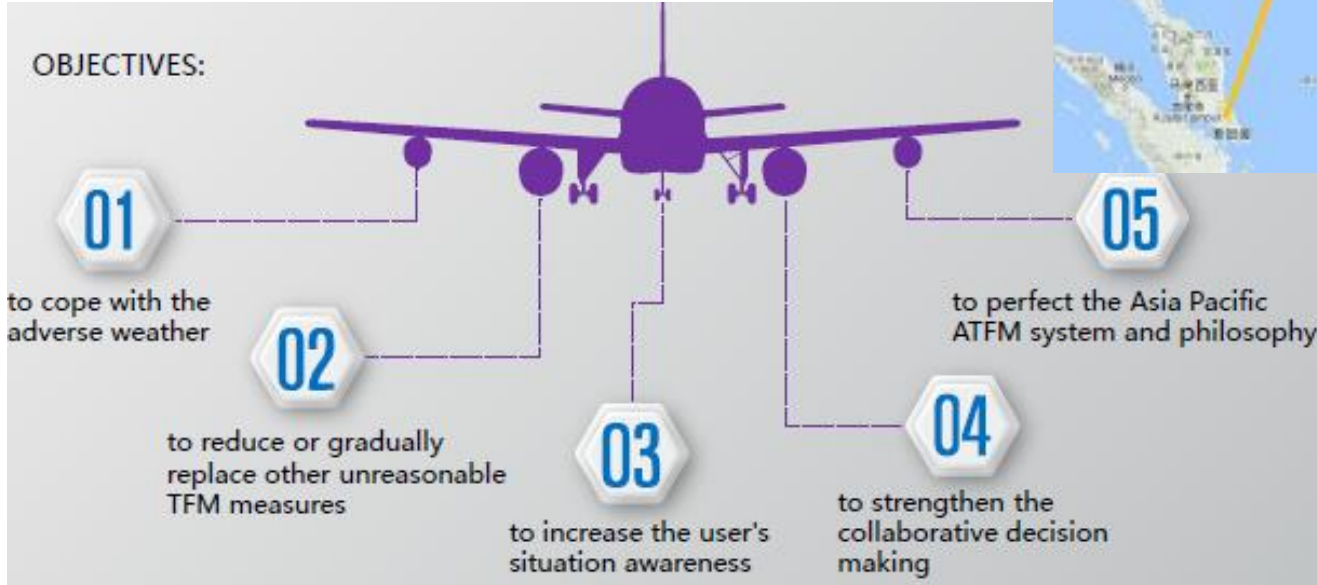 OBJECTIVES:
01
to cope with the
adverse weather
02
to reduce or gradually
replace other unreasonable
TFM measures
03
to increase the user's
situation awareness
04
to strengthen the
collaborative decision
making
05
to perfect the Asia Pacific
ATFM system and philosophy